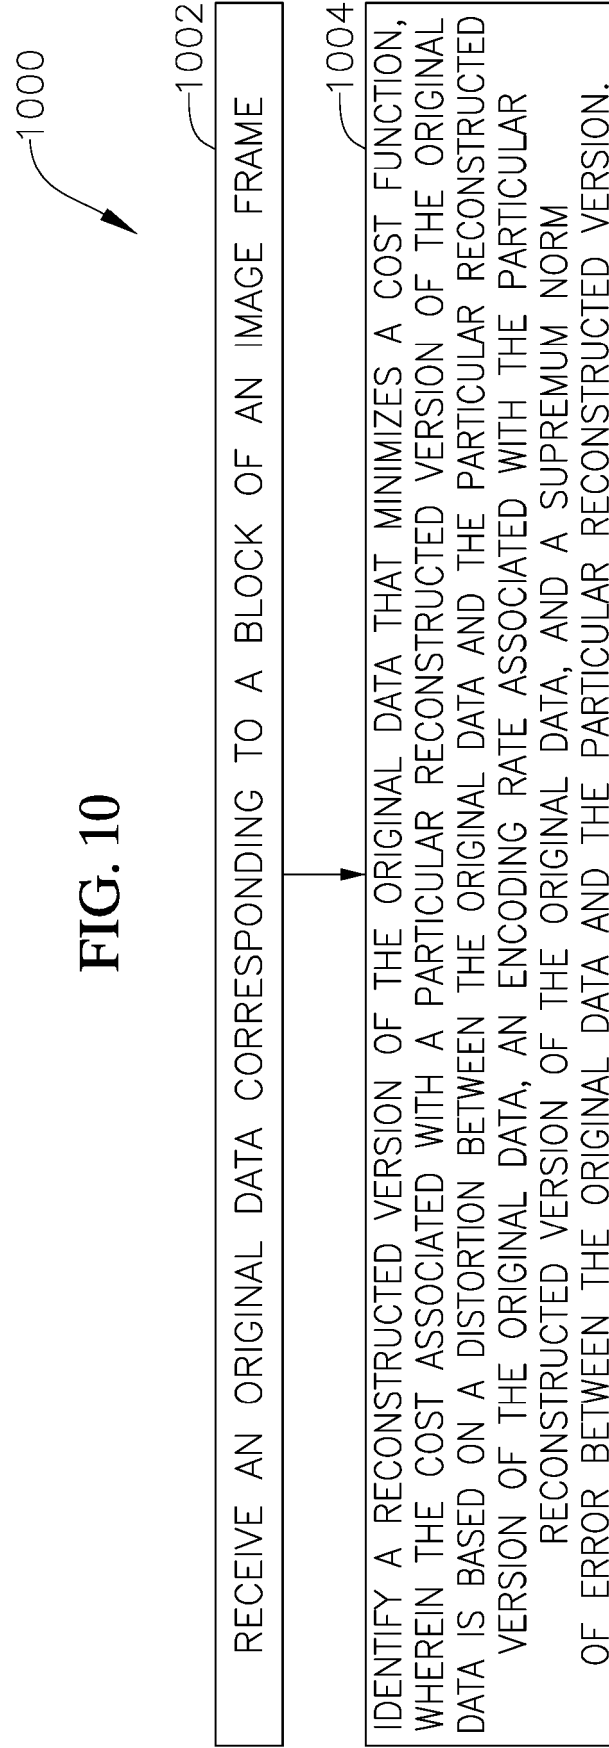 FIG. 10
1000
1002
RECEIVE AN ORIGINAL DATA CORRESPONDING TO A BLOCK OF AN IMAGE FRAME
1004
IDENTIFY A RECONSTRUCTED VERSION OF THE ORIGINAL DATA THAT MINIMIZES A COST FUNCTION,
WHEREIN THE COST ASSOCIATED WITH A PARTICULAR RECONSTRUCTED VERSION OF THE ORIGINAL
DATA IS BASED ON A DISTORTION BETWEEN THE ORIGINAL DATA AND THE PARTICULAR RECONSTRUCTED
VERSION OF THE ORIGINAL DATA, AN ENCODING RATE ASSOCIATED WITH THE PARTICULAR
RECONSTRUCTED VERSION OF THE ORIGINAL DATA, AND A SUPREMUM NORM
OF ERROR BETWEEN THE ORIGINAL DATA AND THE PARTICULAR RECONSTRUCTED VERSION.